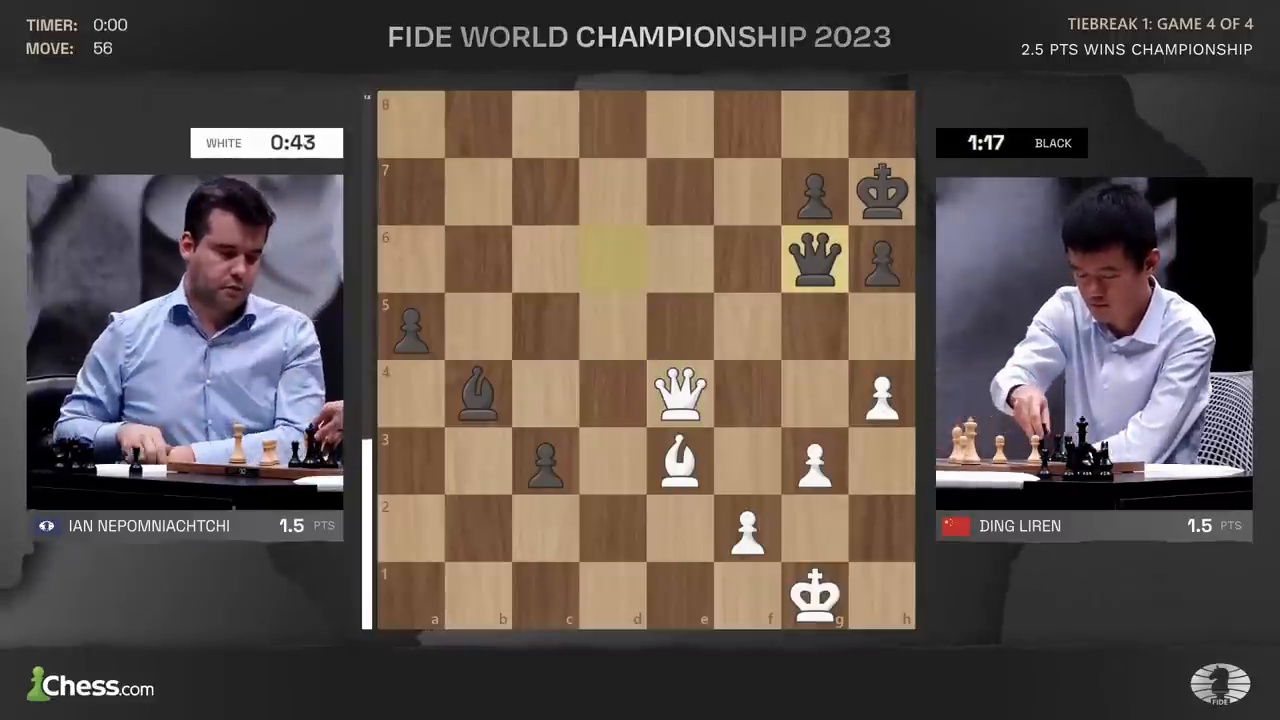 TIMER: 0:00
MOVE: 56
FIDE WORLD CHAMPIONSHIP 2023
TIEBREAK 1: GAME 4 OF 4
2.5 PTS WINS CHAMPIONSHIP
WHITE 0:43
1:17 BLACK
8
7
6
5
4
3
2
1
a b c d e f g h
IAN NEPOMNIACHTCHI 1.5 PTS
DING LIREN 1.5 PTS
Chess.com
FIDE